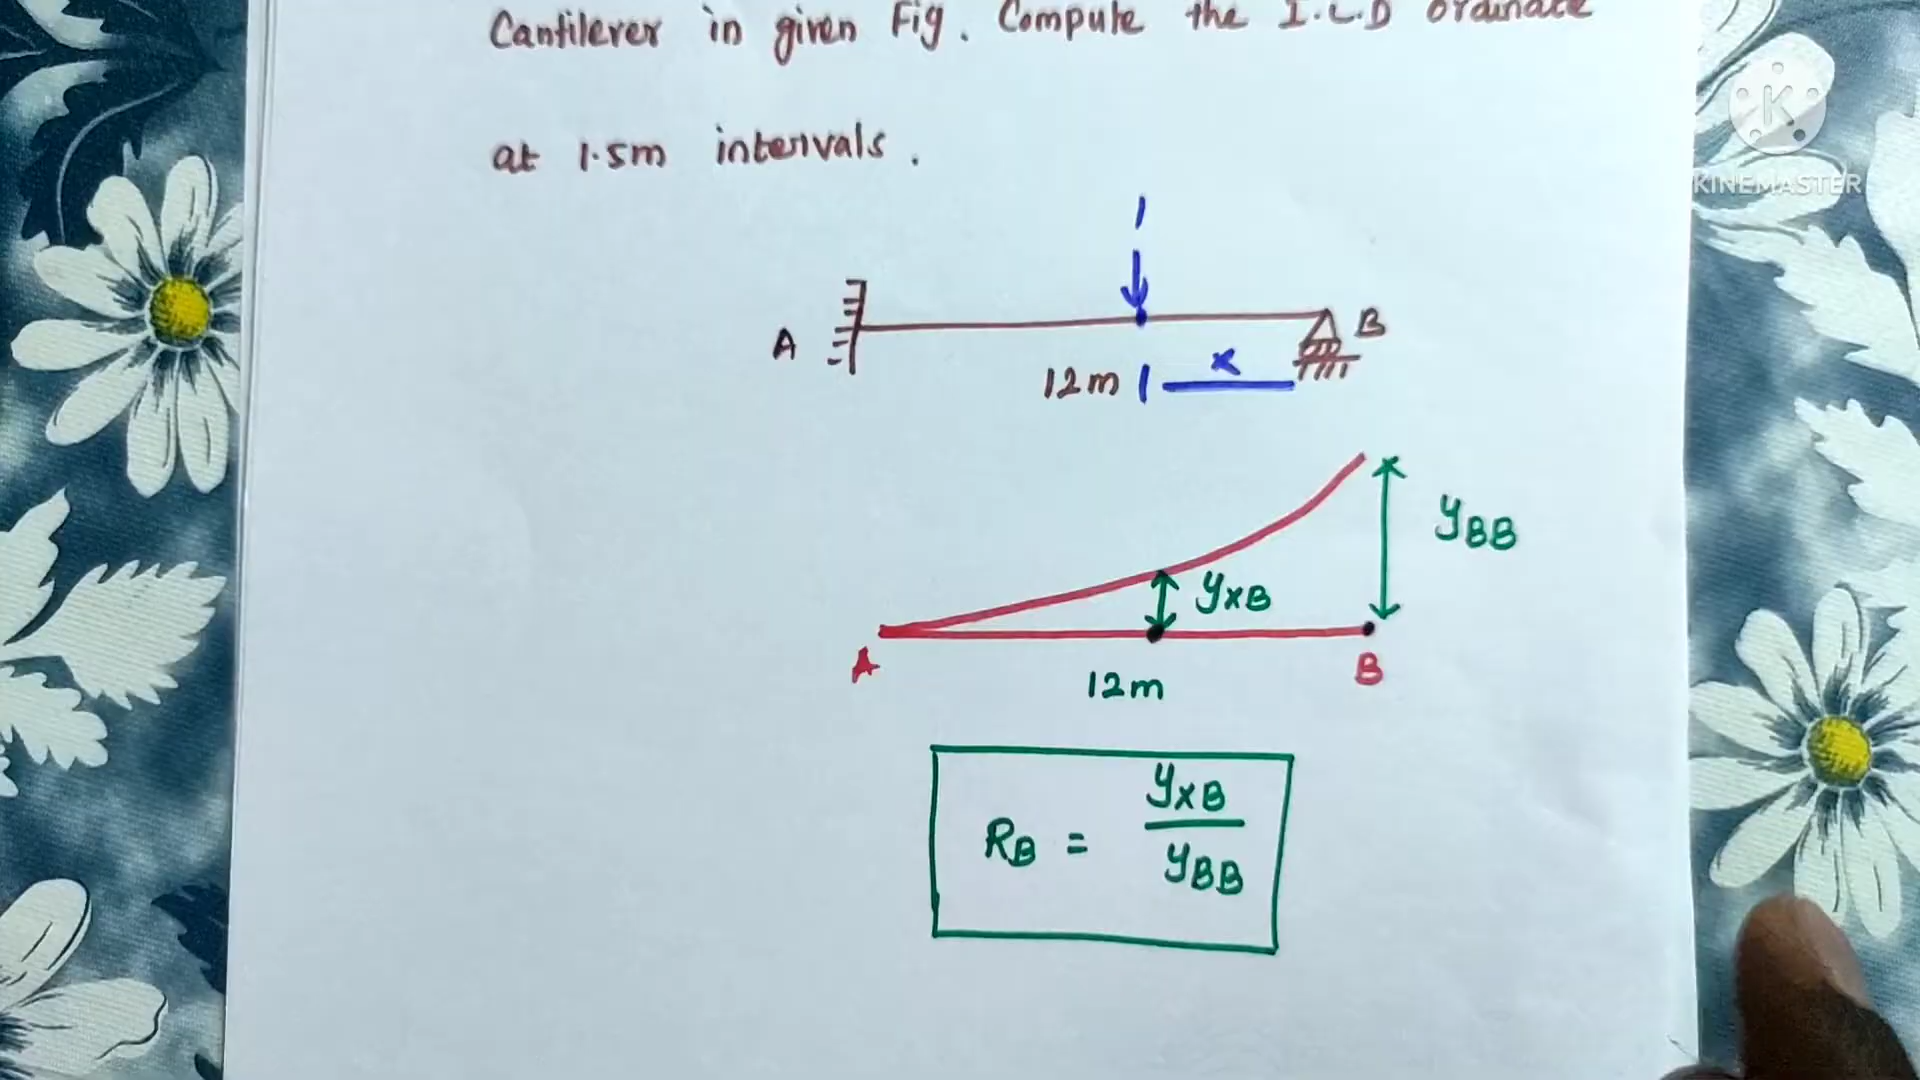 Cantilever in given Fig. Compute the I.L.D ordinate
at 1.5m intervals.
KINEMASTER
1
A
B
12m
x
yBB
yxB
A
B
12m
RB = yxB / yBB